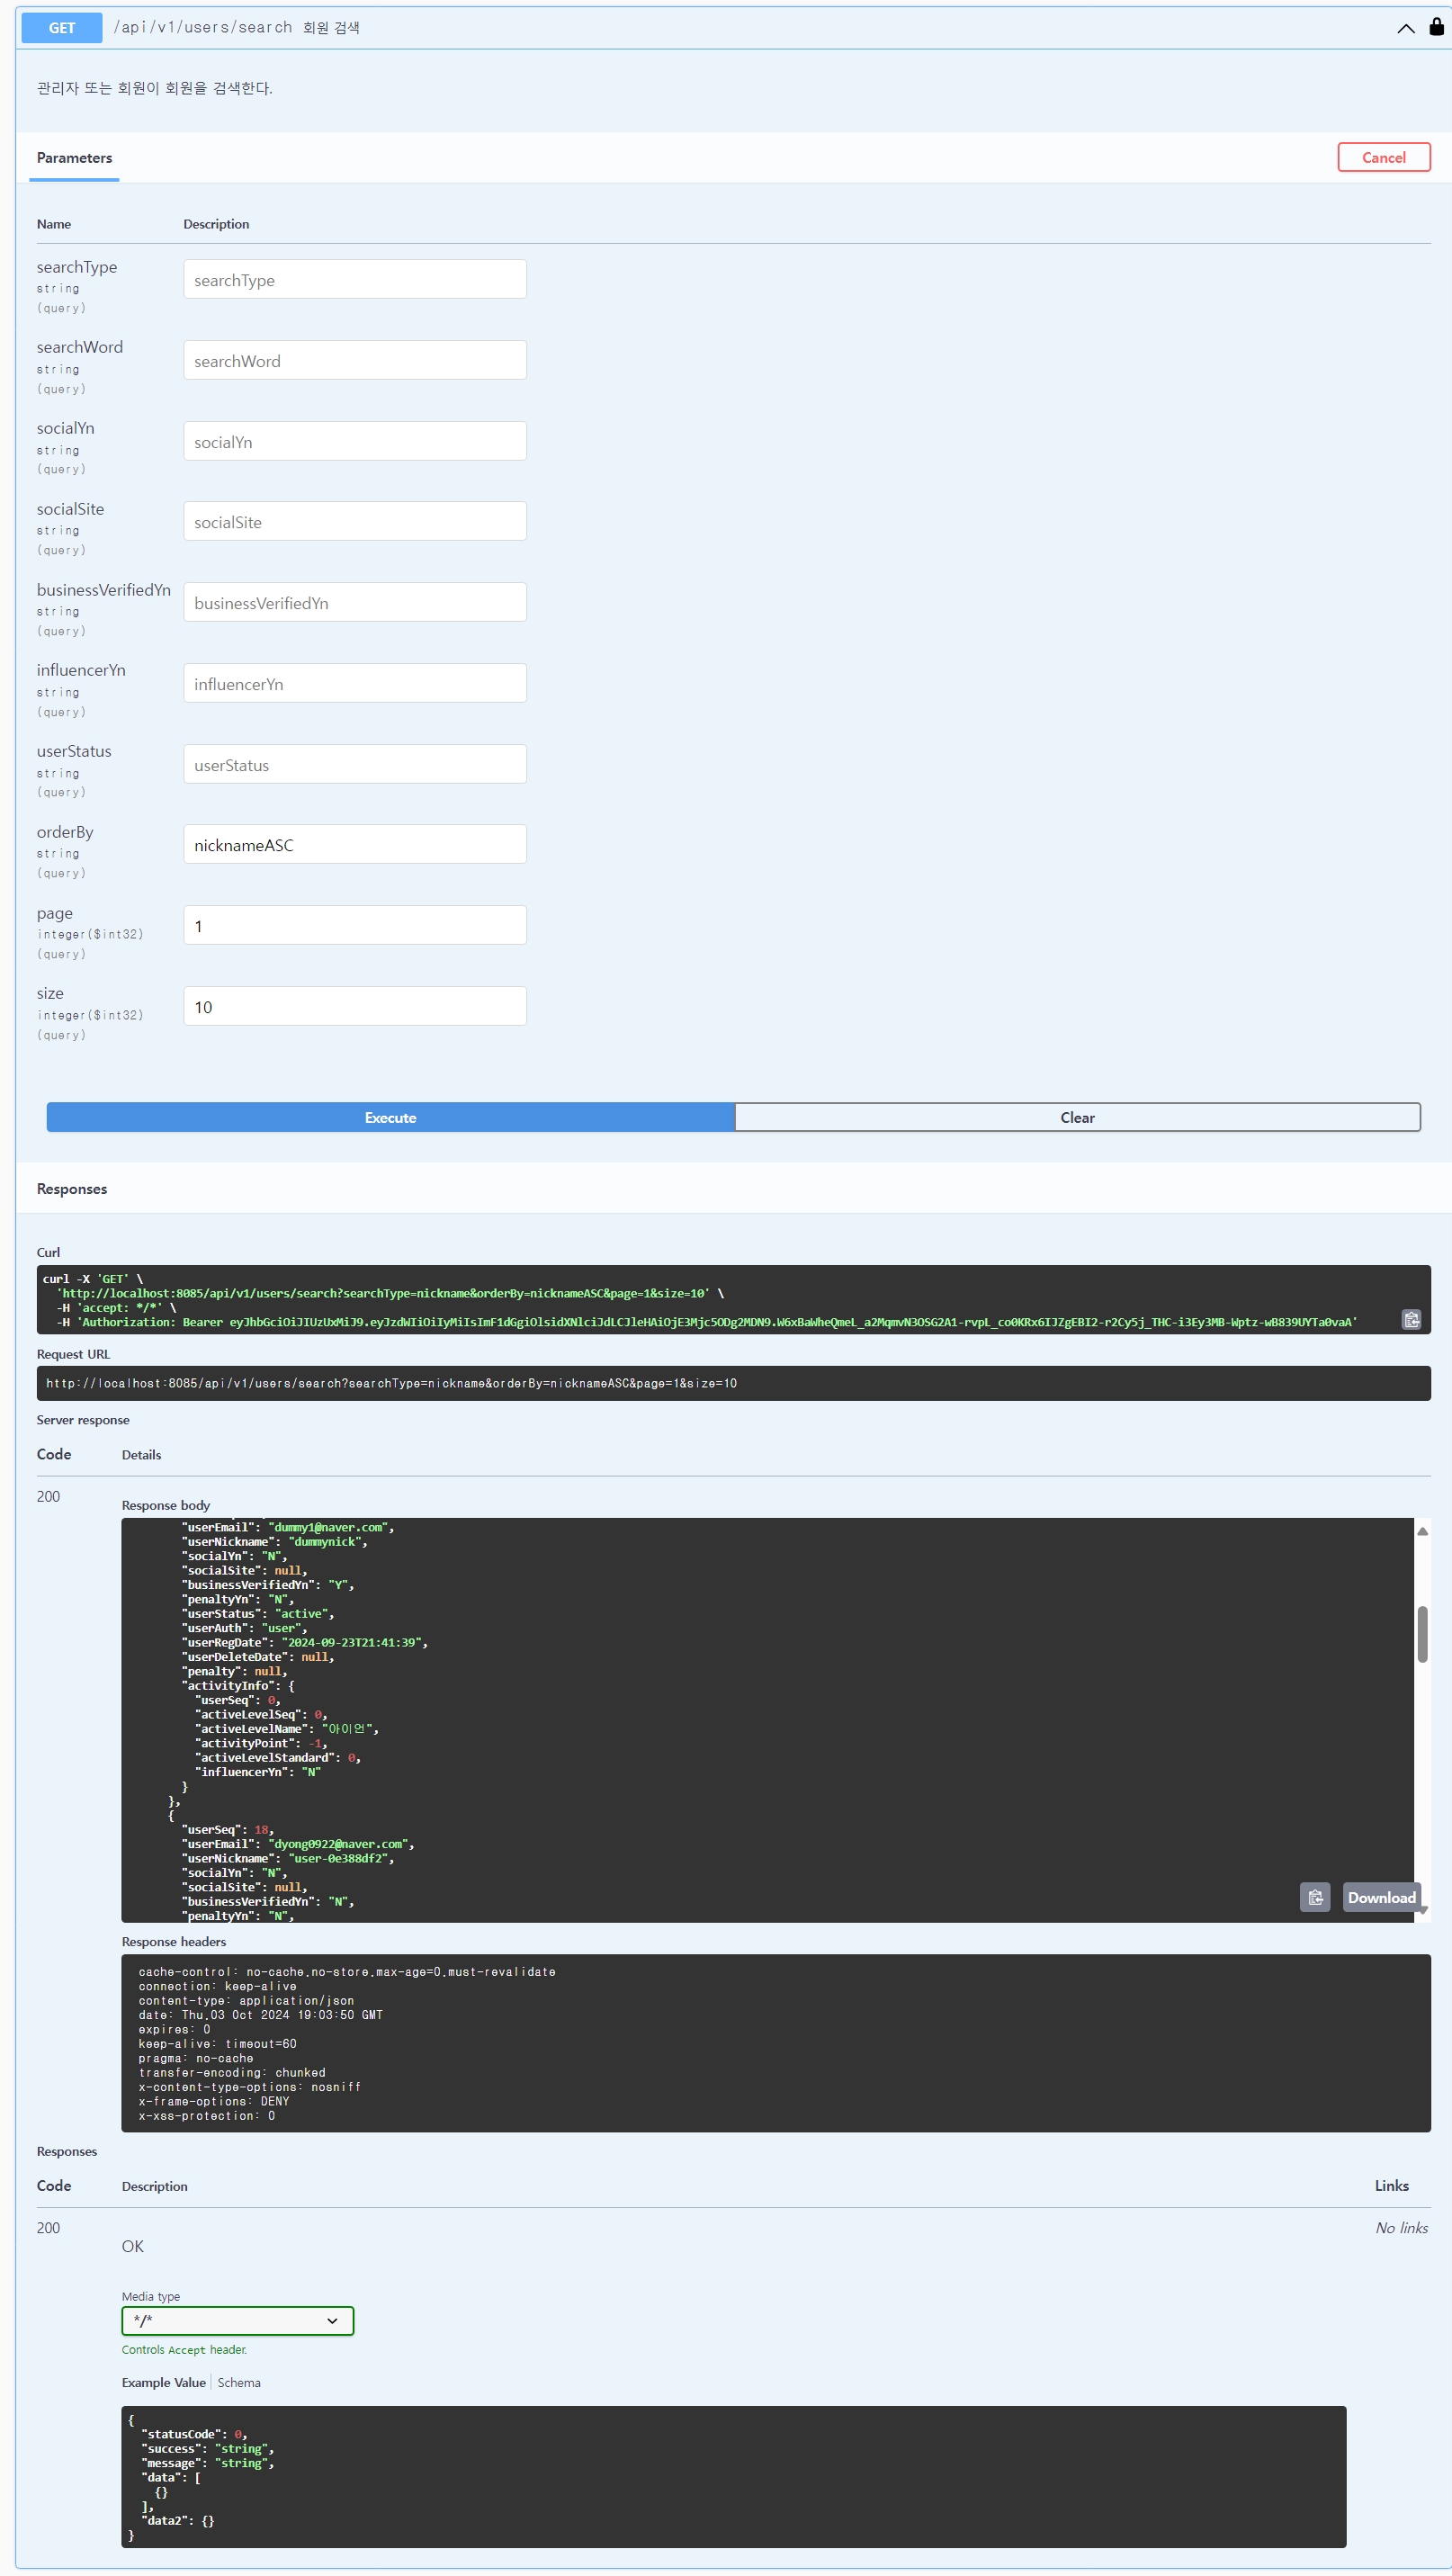 GET /api/v1/users/search 회원 검색
관리자 또는 회원이 회원을 검색한다.
Parameters
Cancel
Name Description
searchType
string
(query)
searchType
searchWord
string
(query)
searchWord
socialYn
string
(query)
socialYn
socialSite
string
(query)
socialSite
businessVerifiedYn
string
(query)
businessVerifiedYn
influencerYn
string
(query)
influencerYn
userStatus
string
(query)
userStatus
orderBy
string
(query)
nicknameASC
page
integer($int32)
(query)
1
size
integer($int32)
(query)
10
Execute Clear
Responses
Curl
curl -X 'GET' \
'http://localhost:8085/api/v1/users/search?searchType=nickname&orderBy=nicknameASC&page=1&size=10' \
-H 'accept: */*' \
-H 'Authorization: Bearer eyJhbGciOiJIUzUxMiJ9.eyJzdWIiOiIyMiIsImF1dGgiOlsidXNlciJdLCJleHAiOjE3Mjc5ODg2MDN9.W6xBaWheQmeL_a2MqmvN3OSG2A1-rvpL_co0KRx6IJZgEBI2-r2Cy5j_THC-i3Ey3MB-Wptz-wB839UYTa0vaA'
Request URL
http://localhost:8085/api/v1/users/search?searchType=nickname&orderBy=nicknameASC&page=1&size=10
Server response
Code Details
200
Response body
"userEmail": "dummy1@naver.com",
"userNickname": "dummynick",
"socialYn": "N",
"socialSite": null,
"businessVerifiedYn": "Y",
"penaltyYn": "N",
"userStatus": "active",
"userAuth": "user",
"userRegDate": "2024-09-23T21:41:39",
"userDeleteDate": null,
"penalty": null,
"activityInfo": {
"userSeq": 0,
"activeLevelSeq": 0,
"activeLevelName": "아이언",
"activityPoint": -1,
"activeLevelStandard": 0,
"influencerYn": "N"
}
},
{
"userSeq": 18,
"userEmail": "dyong0922@naver.com",
"userNickname": "user-0e388df2",
"socialYn": "N",
"socialSite": null,
"businessVerifiedYn": "N",
"penaltyYn": "N",
Download
Response headers
cache-control: no-cache,no-store,max-age=0,must-revalidate
connection: keep-alive
content-type: application/json
date: Thu,03 Oct 2024 19:03:50 GMT
expires: 0
keep-alive: timeout=60
pragma: no-cache
transfer-encoding: chunked
x-content-type-options: nosniff
x-frame-options: DENY
x-xss-protection: 0
Responses
Code Description Links
200
OK
No links
Media type
*/*
Controls Accept header.
Example Value Schema
{
"statusCode": 0,
"success": "string",
"message": "string",
"data": [
{}
],
"data2": {}
}